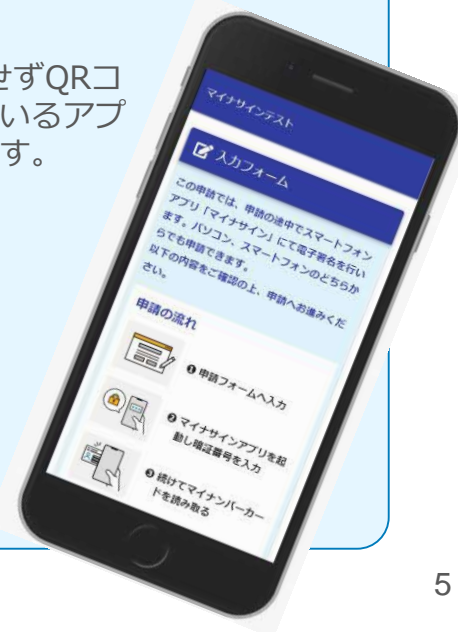 せずQRコ
いるアプ
す。
マイナサインテスト
入力フォーム
この申請では、申請の途中でスマートフォン
アプリ「マイナサイン」にて電子署名を行い
ます。パソコン、スマートフォンのどちらか
らでも申請できます。
以下の内容をご確認の上、申請へお進みくだ
さい。
申請の流れ
❶ 申請フォームへ入力
❷ マイナサインアプリを起
動し暗証番号を入力
❸ 続けてマイナンバーカー
ドを読み取る
5